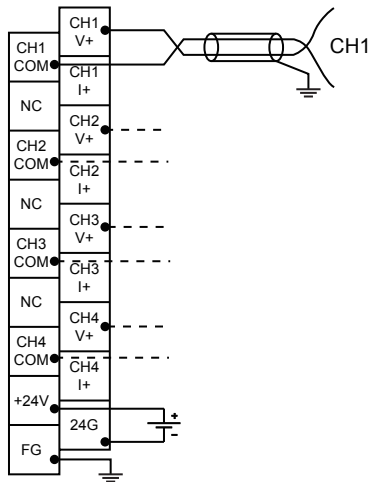 CH1
V+
CH1
CH1
COM
CH1
I+
NC
CH2
V+
CH2
COM
CH2
I+
NC
CH3
V+
CH3
COM
CH3
I+
NC
CH4
V+
CH4
COM
CH4
I+
+24V
+
24G
−
FG